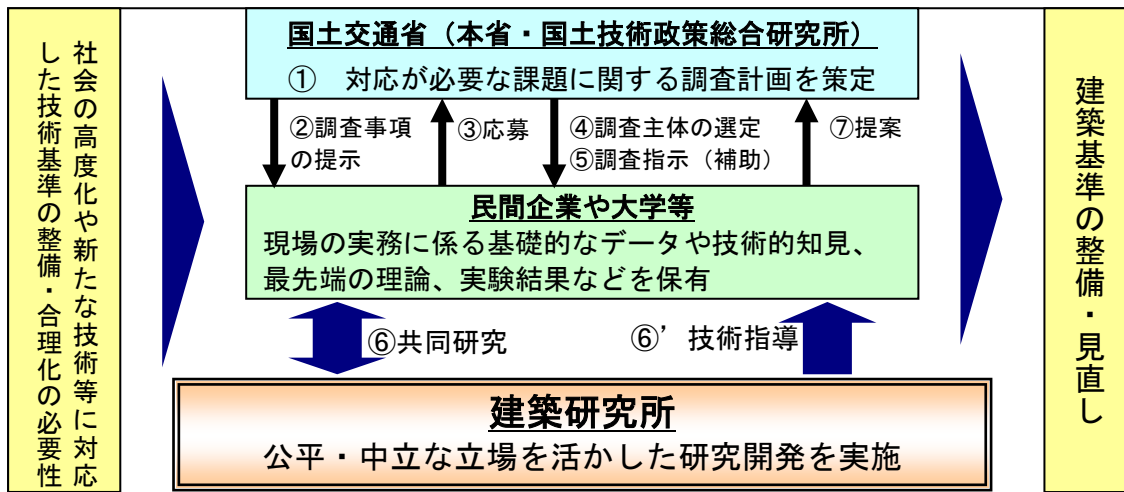 社会の高度化や新たな技術等に対応
した技術基準の整備・合理化の必要性
国土交通省（本省・国土技術政策総合研究所）
①　対応が必要な課題に関する調査計画を策定
②調査事項
の提示
③応募
④調査主体の選定
⑤調査指示（補助）
⑦提案
民間企業や大学等
現場の実務に係る基礎的なデータや技術的知見、
最先端の理論、実験結果などを保有
⑥共同研究
⑥’技術指導
建築研究所
公平・中立な立場を活かした研究開発を実施
建築基準の整備・見直し